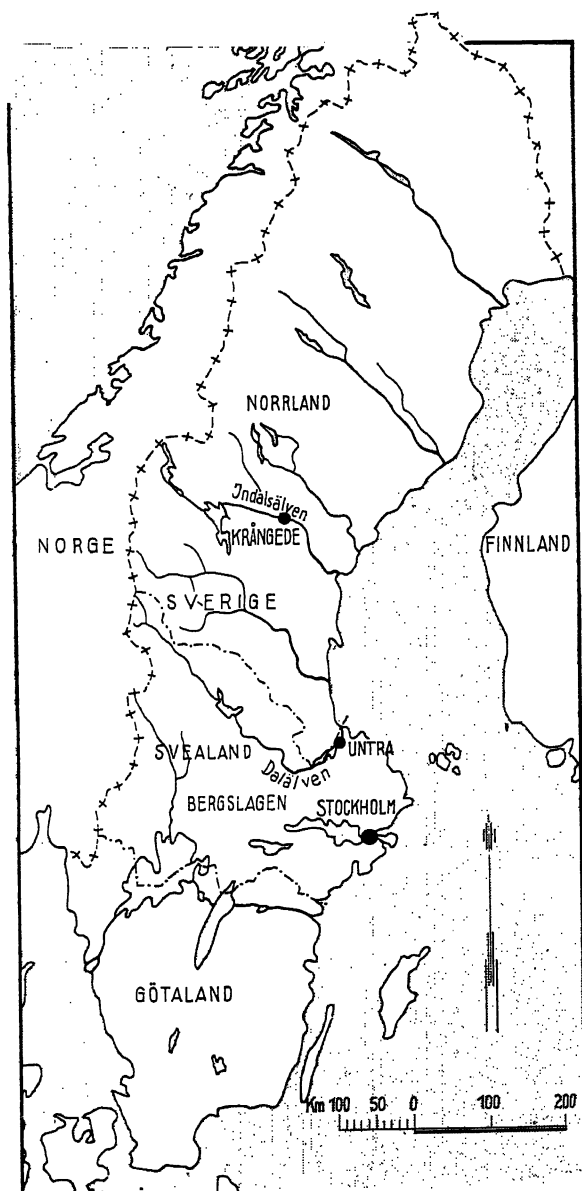 NORRLAND
Indalsälven
KRÅNGEDE
NORGE
FINNLAND
SVERIGE
SVEALAND
UNTRA
Dalälven
BERGSLAGEN
STOCKHOLM
GÖTALAND
Km 100 50 0 100 200